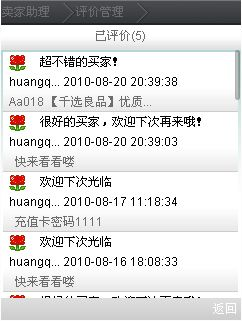 卖家助理 评价管理
已评价(5)
超不错的买家！
huangq... 2010-08-20 20:39:38
Aa018【千选良品】优质...
很好的买家，欢迎下次再来哦！
huangq... 2010-08-20 20:39:03
快来看看喽
欢迎下次光临
huangq... 2010-08-17 11:18:34
充值卡密码1111
欢迎下次光临
huangq... 2010-08-16 18:08:33
快来看看喽
返回